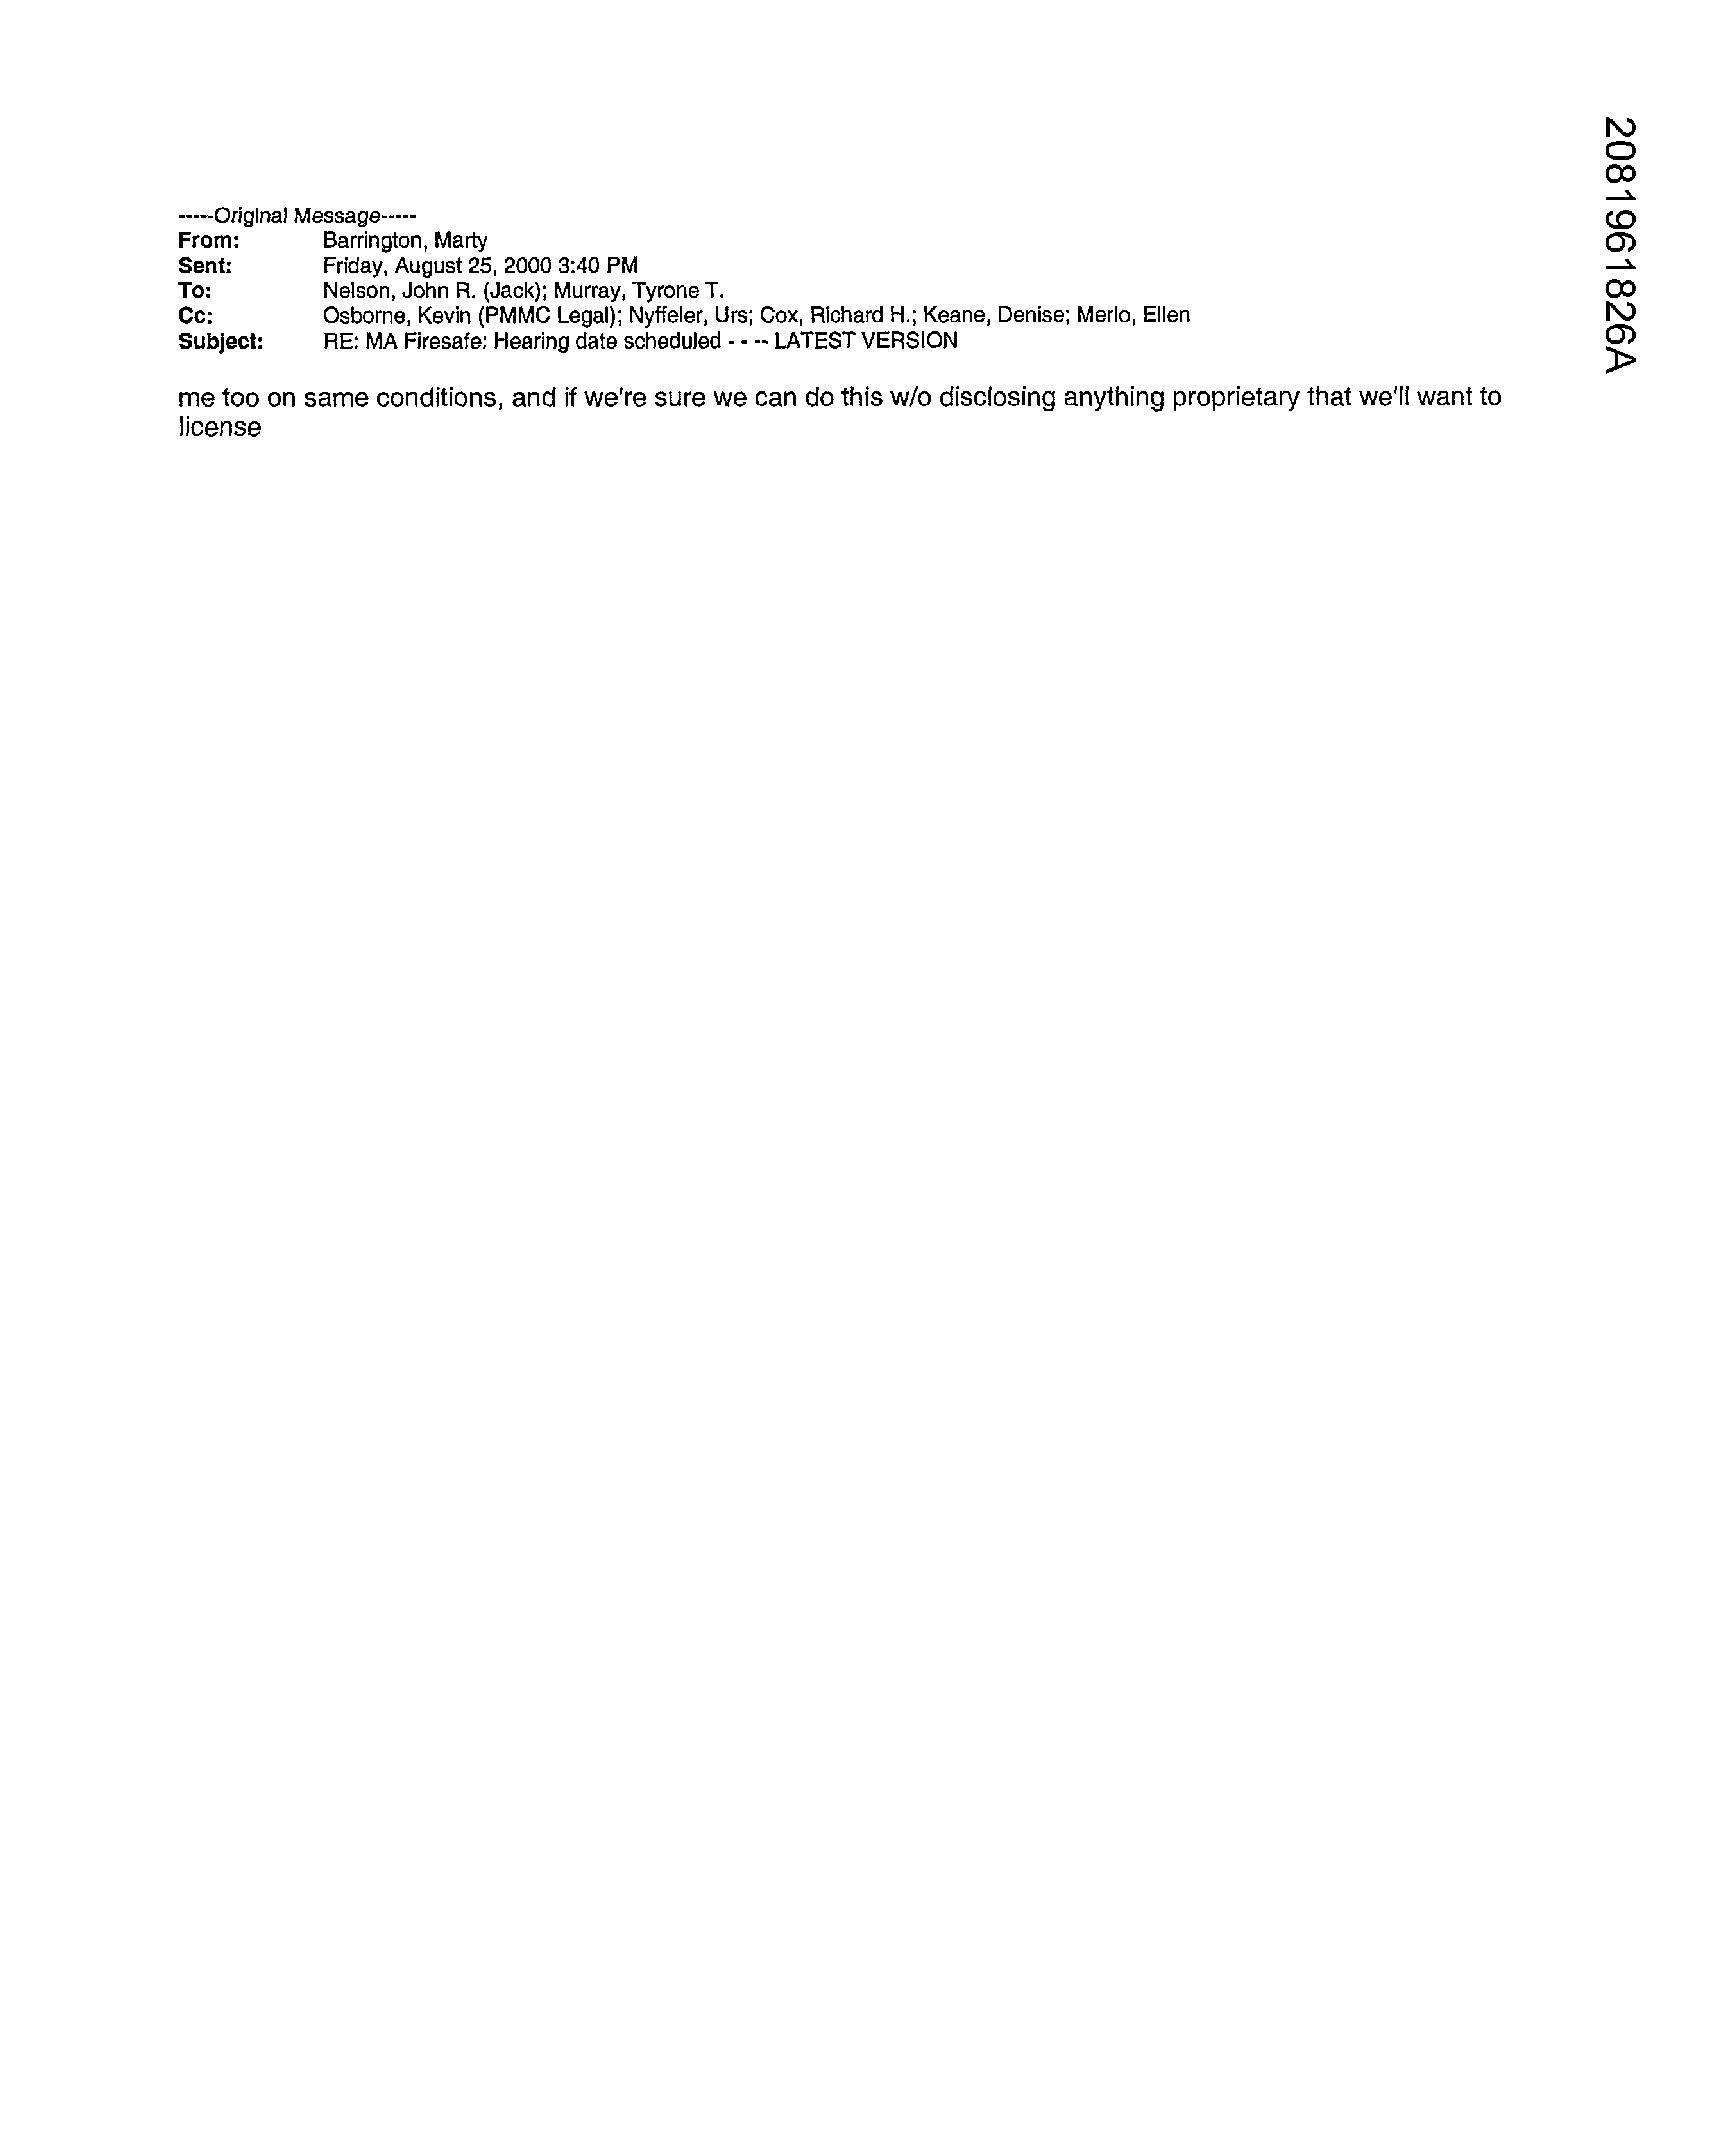 -----Original Message-----
From: Barrington, Marty
Sent: Friday, August 25, 2000 3:40 PM
To: Nelson, John R. (Jack); Murray, Tyrone T.
Cc: Osborne, Kevin (PMMC Legal); Nyffeler, Urs; Cox, Richard H.; Keane, Denise; Merlo, Ellen
Subject: RE: MA Firesafe: Hearing date scheduled - - -- LATEST VERSION
me too on same conditions, and if we're sure we can do this w/o disclosing anything proprietary that we'll want to
license
2081961826A